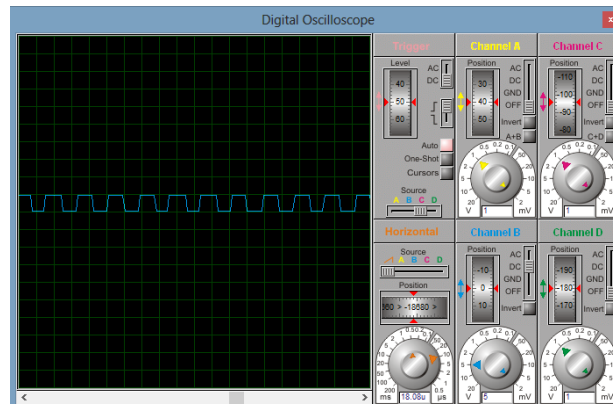 Digital Oscilloscope
x
Trigger
Level
40
50
60
AC
DC
Auto
One-Shot
Cursors
Source
A B C D
Channel A
Position
30
40
50
AC
DC
GND
OFF
Invert
A+B
V 1 mV
Channel C
Position
-110
-100
-90
-80
AC
DC
GND
OFF
Invert
C+D
V 1 mV
Horizontal
Source
A B C D
Position
360 > -18680 >
ms 18.08u µs
Channel B
Position
-10
0
10
AC
DC
GND
OFF
Invert
V 5 mV
Channel D
Position
-190
-180
-170
AC
DC
GND
OFF
Invert
V 1 mV